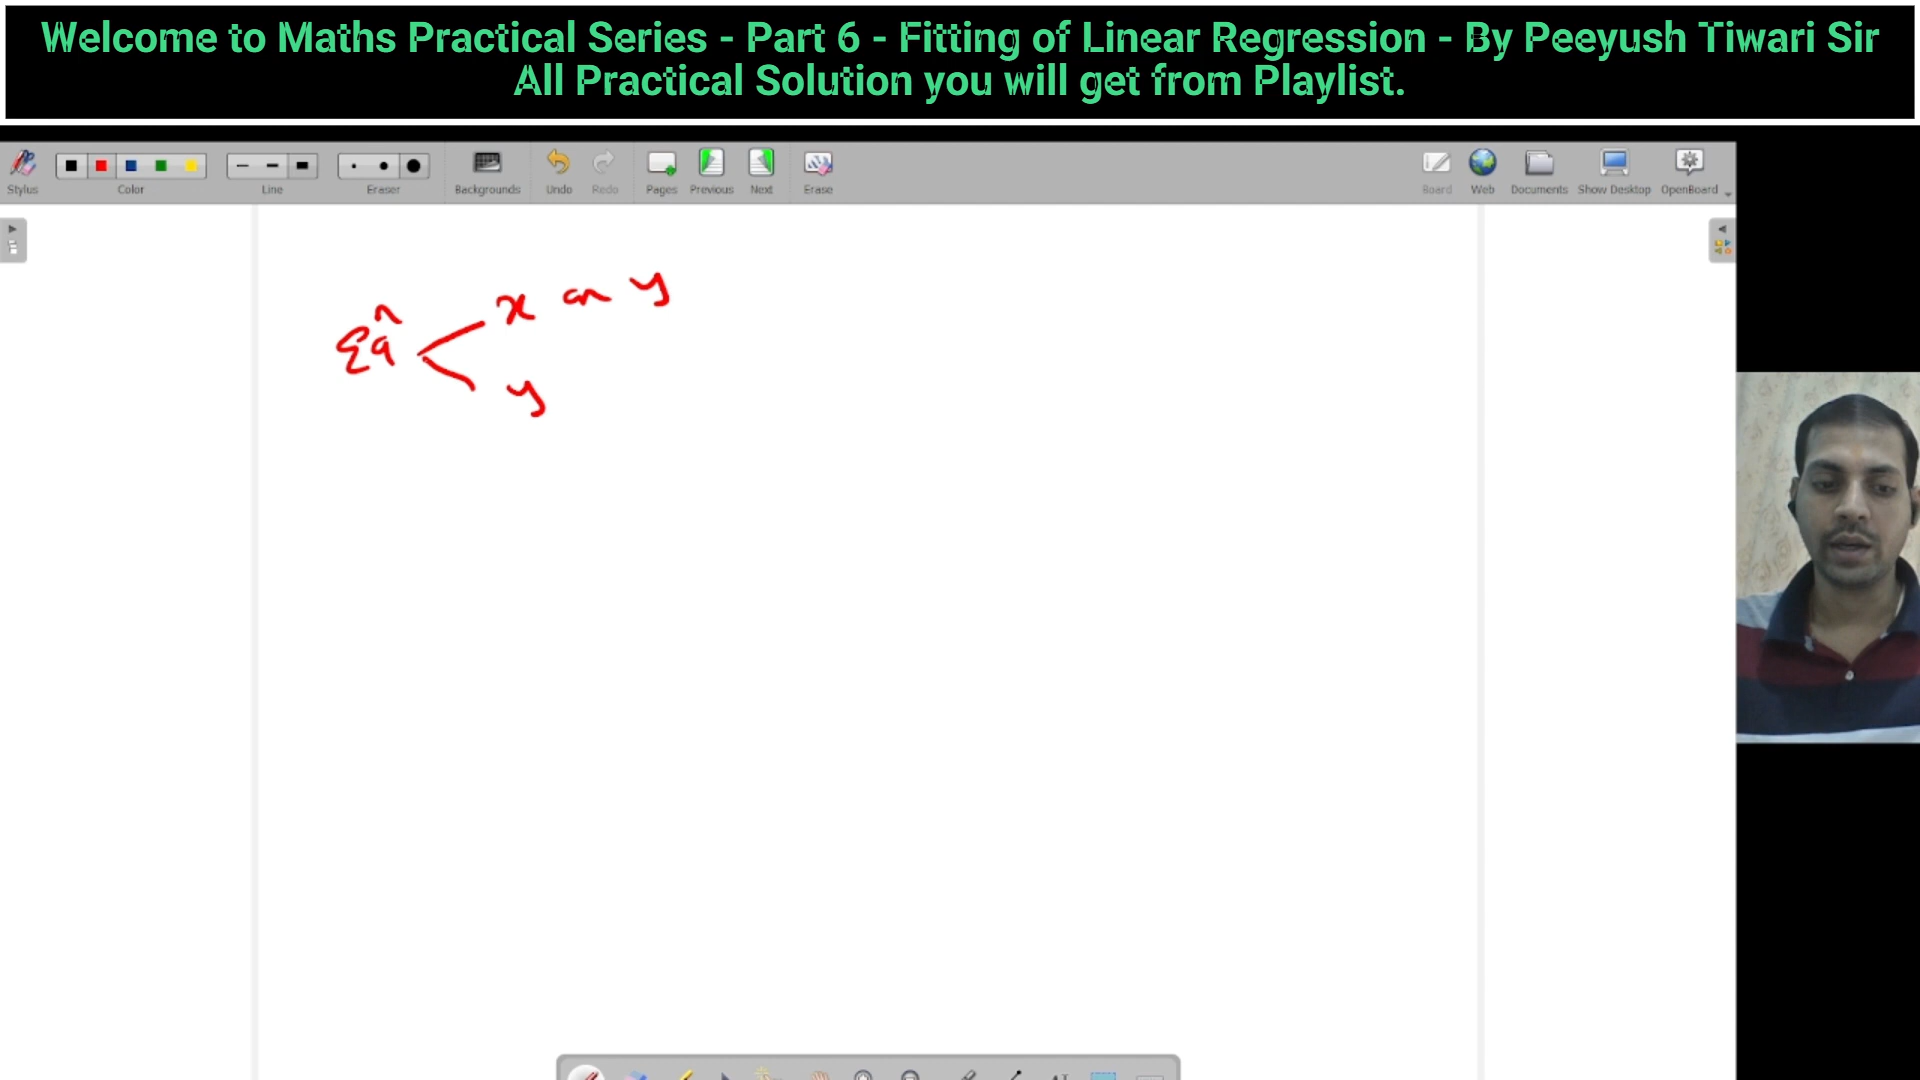 Welcome to Maths Practical Series - Part 6 - Fitting of Linear Regression - By Peeyush Tiwari Sir
All Practical Solution you will get from Playlist.
Stylus Color Line Eraser Backgrounds Undo Redo Pages Previous Next Erase Board Web Documents Show Desktop OpenBoard
x on y
Eqⁿ
y